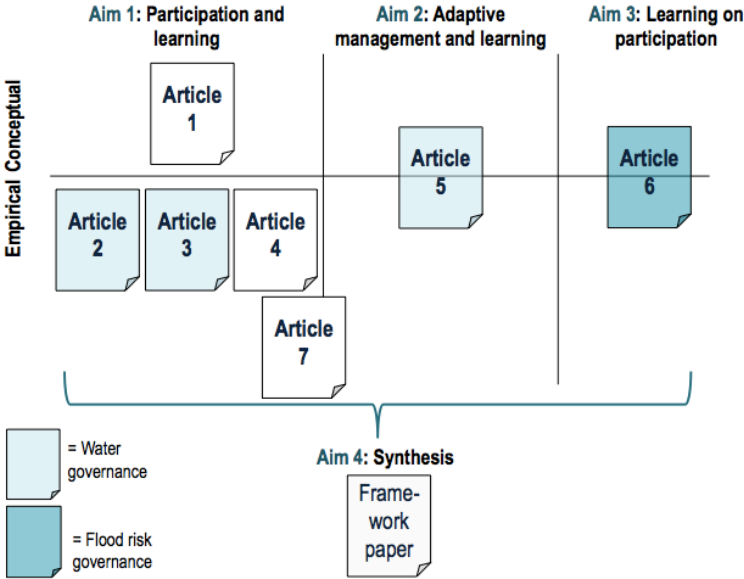 Aim 1: Participation and
learning
Aim 2: Adaptive
management and learning
Aim 3: Learning on
participation
Empirical Conceptual
Article
1
Article
5
Article
6
Article
2
Article
3
Article
4
Article
7
= Water
governance
= Flood risk
governance
Aim 4: Synthesis
Frame-
work
paper